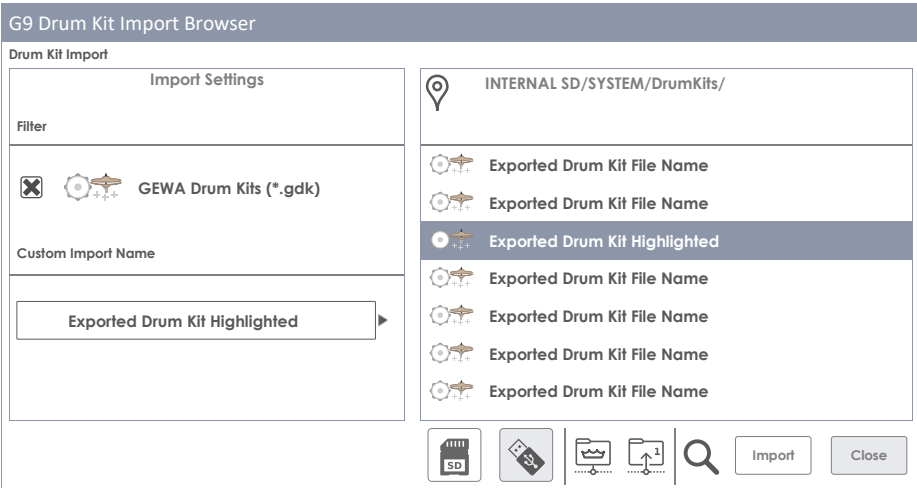 G9 Drum Kit Import Browser
Drum Kit Import
Import Settings
Filter
GEWA Drum Kits (*.gdk)
Custom Import Name
Exported Drum Kit Highlighted
INTERNAL SD/SYSTEM/DrumKits/
Exported Drum Kit File Name
Exported Drum Kit File Name
Exported Drum Kit Highlighted
Exported Drum Kit File Name
Exported Drum Kit File Name
Exported Drum Kit File Name
Exported Drum Kit File Name
SD
1
Import
Close